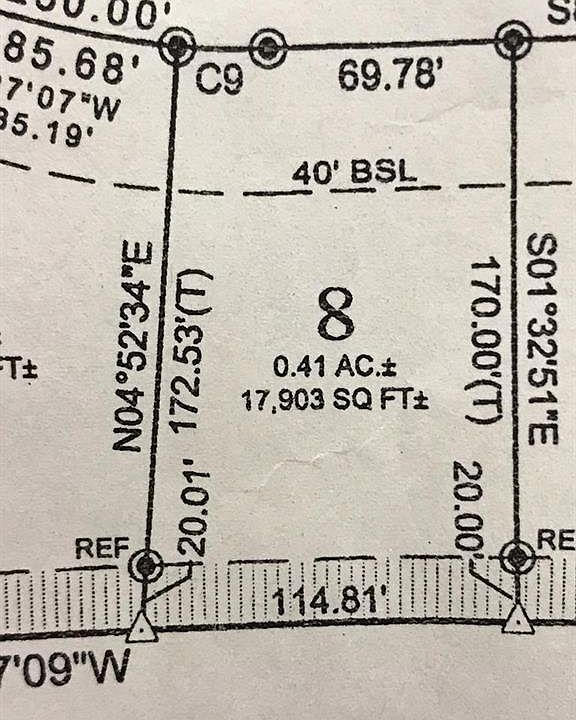 85.68'
7'07"W
35.19'
C9
69.78'
40' BSL
N04°52'34"E
172.53'(T)
20.01'
8
0.41 AC.±
17,903 SQ FT±
170.00'(T)
S01°32'51"E
20.00'
FT±
REF
RE
114.81'
7'09"W